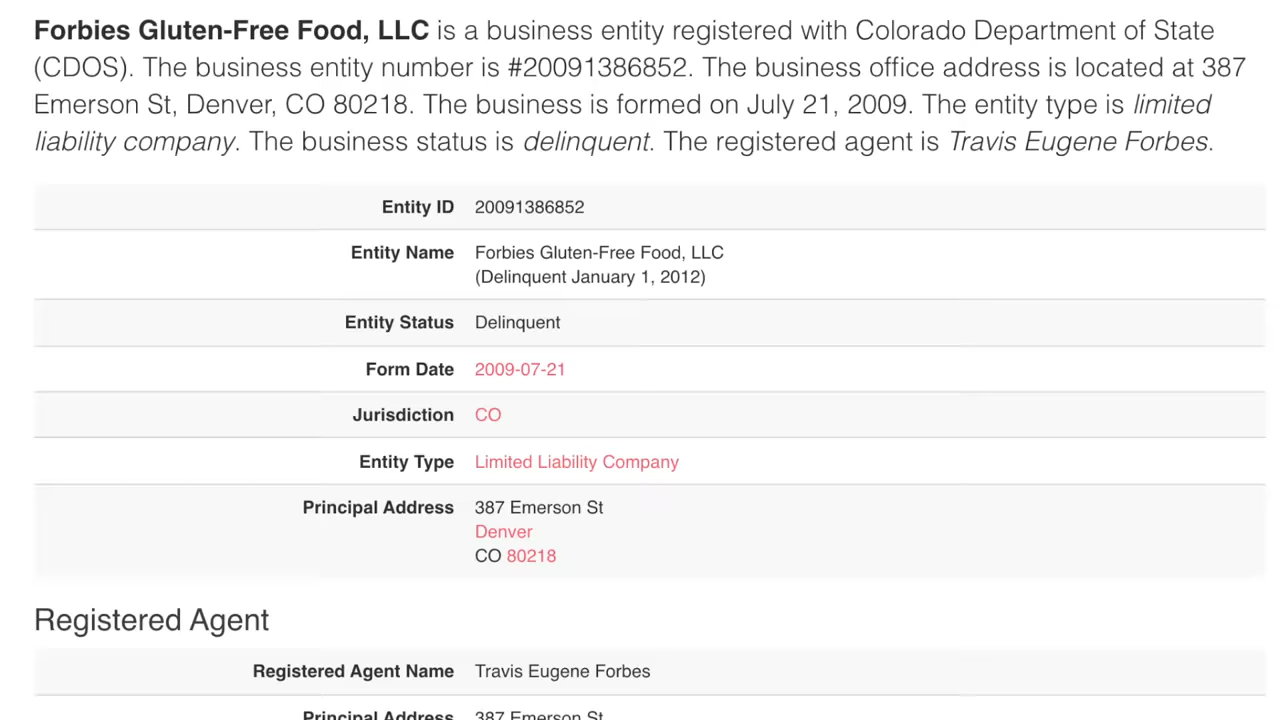 Forbies Gluten-Free Food, LLC is a business entity registered with Colorado Department of State
(CDOS). The business entity number is #20091386852. The business office address is located at 387
Emerson St, Denver, CO 80218. The business is formed on July 21, 2009. The entity type is limited
liability company. The business status is delinquent. The registered agent is Travis Eugene Forbes.
Entity ID 20091386852
Entity Name Forbies Gluten-Free Food, LLC
(Delinquent January 1, 2012)
Entity Status Delinquent
Form Date 2009-07-21
Jurisdiction CO
Entity Type Limited Liability Company
Principal Address 387 Emerson St
Denver
CO 80218
Registered Agent
Registered Agent Name Travis Eugene Forbes
Principal Address 387 Emerson St